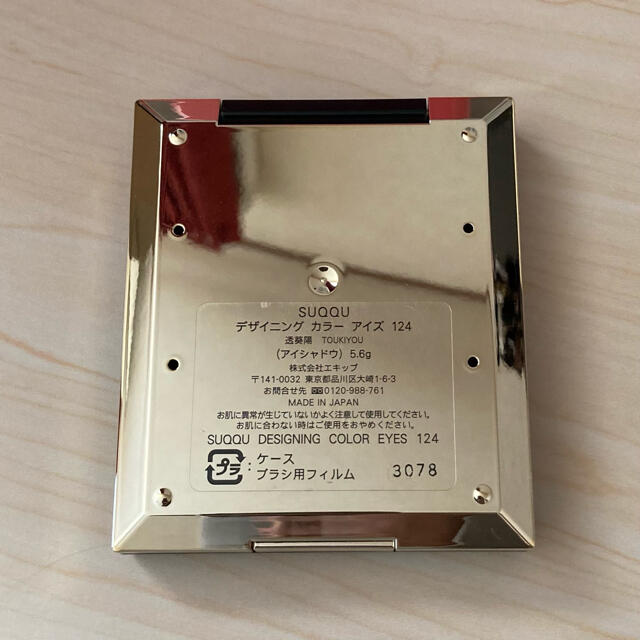 SUQQU
デザイニング カラー アイズ 124
透葵陽 TOUKIYOU
(アイシャドウ) 5.6g
株式会社エキップ
〒141-0032 東京都品川区大崎1-6-3
お問合せ先 0120-988-761
MADE IN JAPAN
お肌に異常が生じていないかよく注意して使用してください。
お肌に合わない時はご使用をおやめください。
SUQQU DESIGNING COLOR EYES 124
プラ : ケース
ブラシ用フィルム 3078